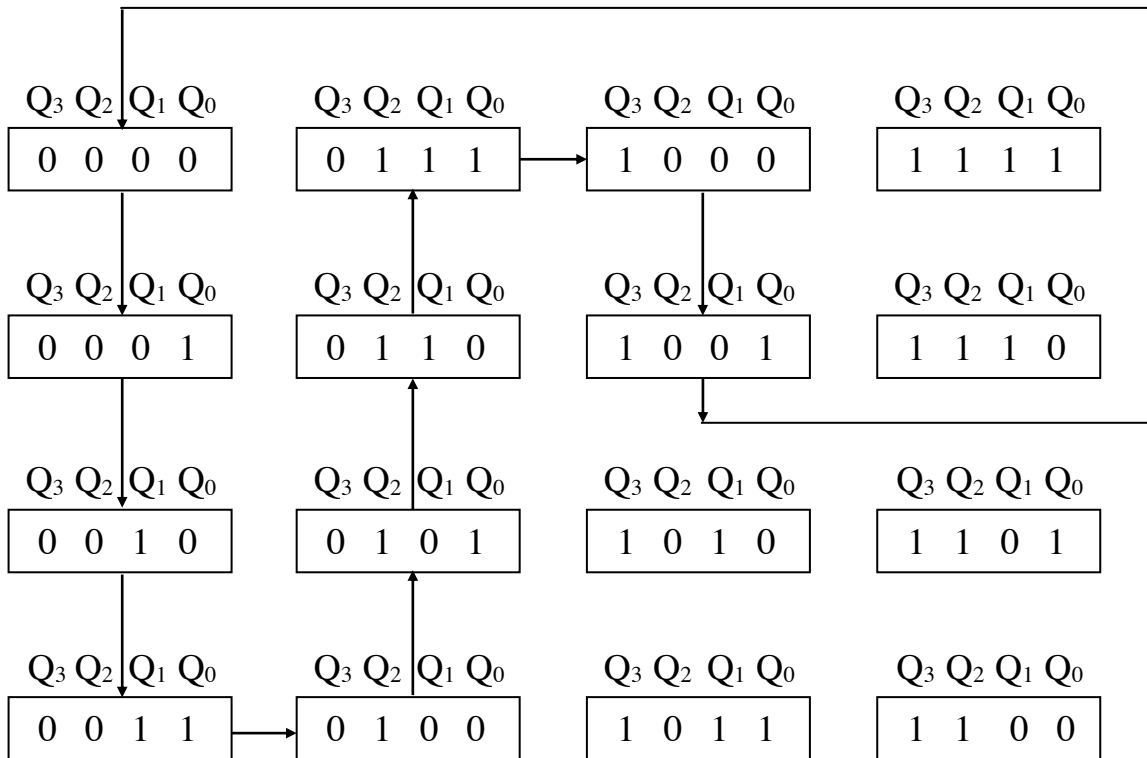 Q₃ Q₂ Q₁ Q₀ Q₃ Q₂ Q₁ Q₀ Q₃ Q₂ Q₁ Q₀ Q₃ Q₂ Q₁ Q₀
0 0 0 0 0 1 1 1 1 0 0 0 1 1 1 1
Q₃ Q₂ Q₁ Q₀ Q₃ Q₂ Q₁ Q₀ Q₃ Q₂ Q₁ Q₀ Q₃ Q₂ Q₁ Q₀
0 0 0 1 0 1 1 0 1 0 0 1 1 1 1 0
Q₃ Q₂ Q₁ Q₀ Q₃ Q₂ Q₁ Q₀ Q₃ Q₂ Q₁ Q₀ Q₃ Q₂ Q₁ Q₀
0 0 1 0 0 1 0 1 1 0 1 0 1 1 0 1
Q₃ Q₂ Q₁ Q₀ Q₃ Q₂ Q₁ Q₀ Q₃ Q₂ Q₁ Q₀ Q₃ Q₂ Q₁ Q₀
0 0 1 1 0 1 0 0 1 0 1 1 1 1 0 0